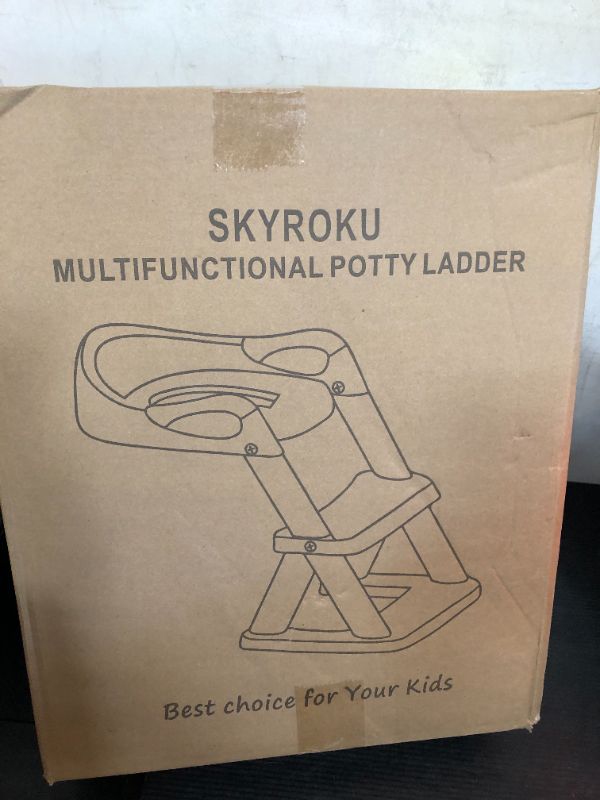 SKYROKU
MULTIFUNCTIONAL POTTY LADDER
Best choice for Your Kids